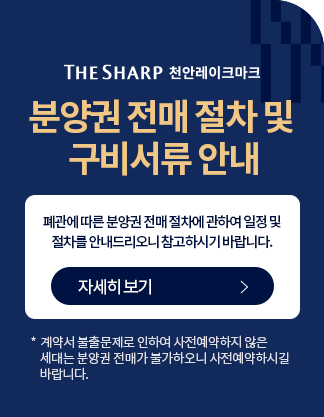 THE SHARP 천안레이크마크
분양권 전매 절차 및
구비서류 안내
폐관에 따른 분양권 전매 절차에 관하여 일정 및
절차를 안내드리오니 참고하시기 바랍니다.
자세히 보기
* 계약서 불출문제로 인하여 사전예약하지 않은
세대는 분양권 전매가 불가하오니 사전예약하시길
바랍니다.